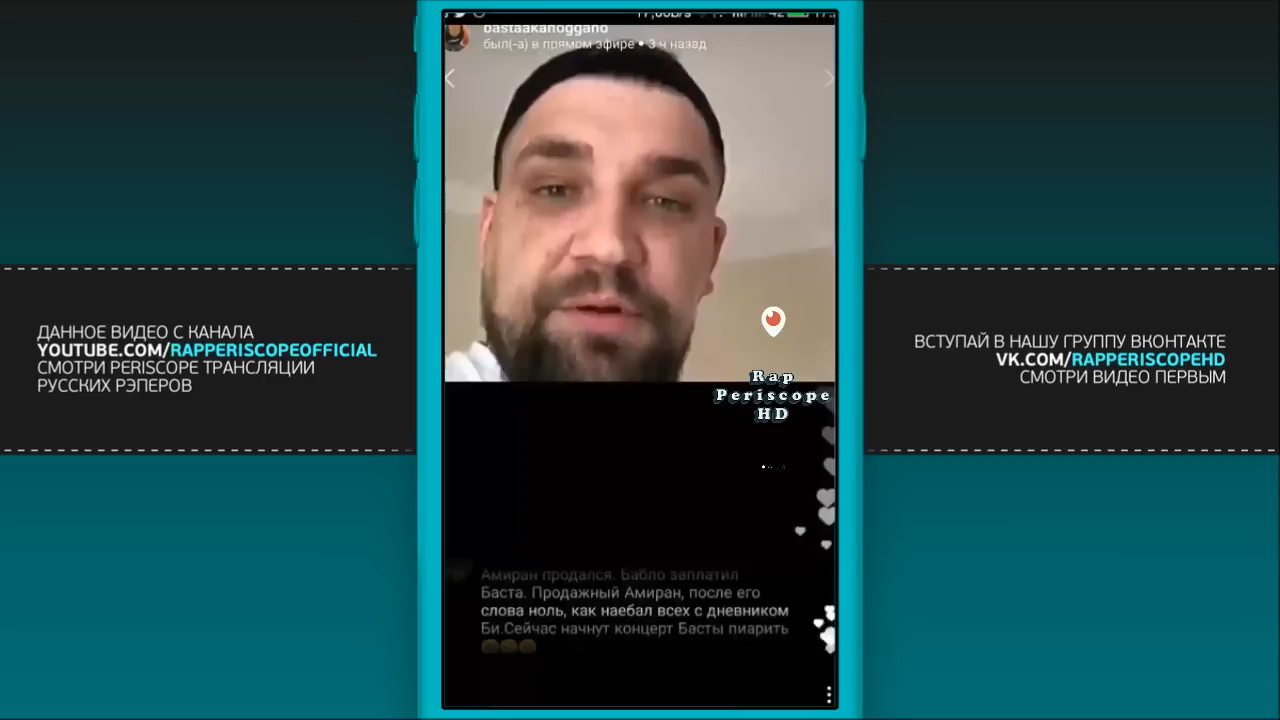 bastaakanoggano
был(-а) в прямом эфире • 3 ч назад
ДАННОЕ ВИДЕО С КАНАЛА
YOUTUBE.COM/RAPPERISCOPEOFFICIAL
СМОТРИ PERISCOPE ТРАНСЛЯЦИИ
РУССКИХ РЭПЕРОВ
ВСТУПАЙ В НАШУ ГРУППУ ВКОНТАКТЕ
VK.COM/RAPPERISCOPEHD
СМОТРИ ВИДЕО ПЕРВЫМ
Rap
Periscope
HD
Амиран продался. Бабло заплатил
Баста. Продажный Амиран, после его
слова ноль, как наебал всех с дневником
Би.Сейчас начнут концерт Басты пиарить